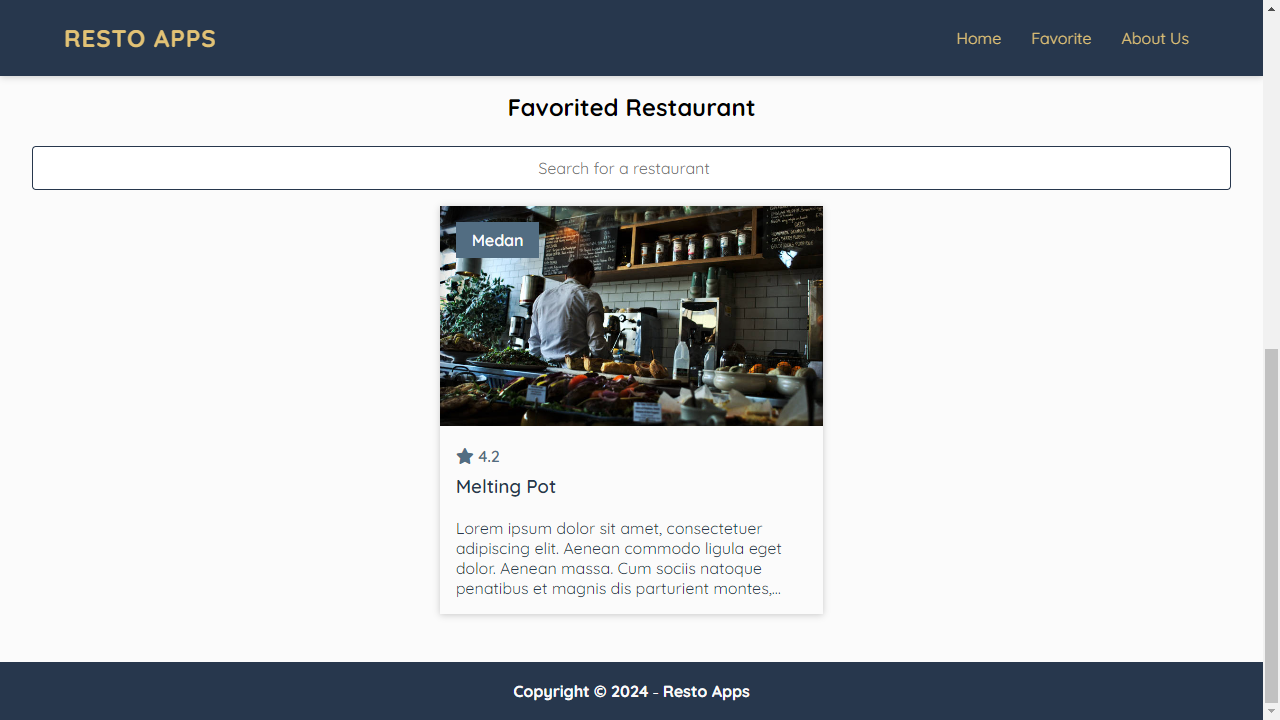 RESTO APPS
Home Favorite About Us
Favorited Restaurant
Search for a restaurant
Medan
4.2
Melting Pot
Lorem ipsum dolor sit amet, consectetuer
adipiscing elit. Aenean commodo ligula eget
dolor. Aenean massa. Cum sociis natoque
penatibus et magnis dis parturient montes,...
Copyright © 2024 - Resto Apps